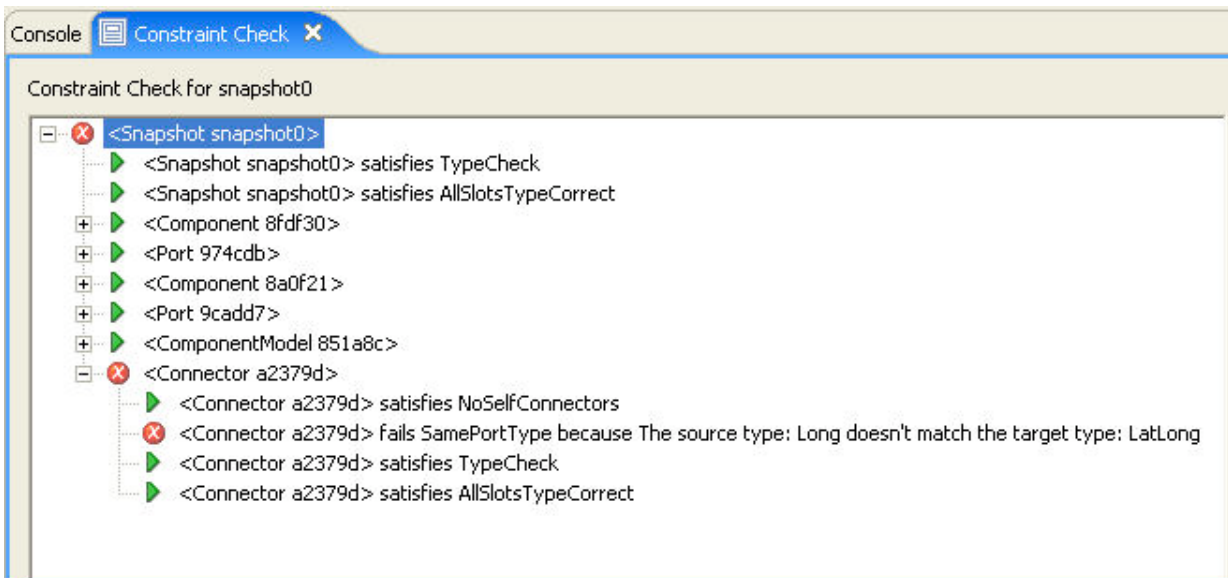 Console Constraint Check
Constraint Check for snapshot0
<Snapshot snapshot0>
<Snapshot snapshot0> satisfies TypeCheck
<Snapshot snapshot0> satisfies AllSlotsTypeCorrect
<Component 8fdf30>
<Port 974cdb>
<Component 8a0f21>
<Port 9cadd7>
<ComponentModel 851a8c>
<Connector a2379d>
<Connector a2379d> satisfies NoSelfConnectors
<Connector a2379d> fails SamePortType because The source type: Long doesn't match the target type: LatLong
<Connector a2379d> satisfies TypeCheck
<Connector a2379d> satisfies AllSlotsTypeCorrect